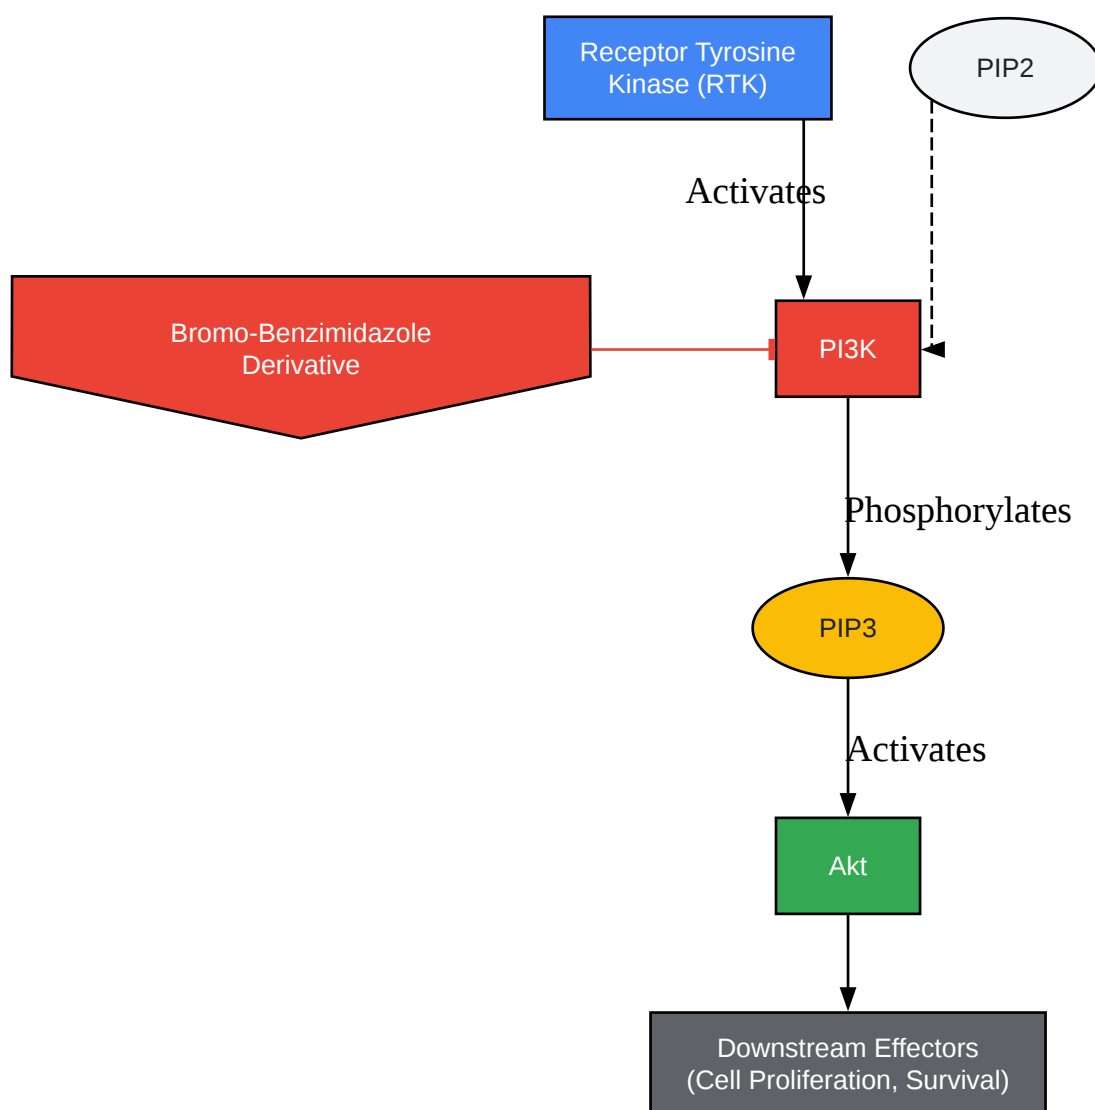 Receptor Tyrosine
Kinase (RTK)
PIP2
Activates
Bromo-Benzimidazole
Derivative
PI3K
Phosphorylates
PIP3
Activates
Akt
Downstream Effectors
(Cell Proliferation, Survival)